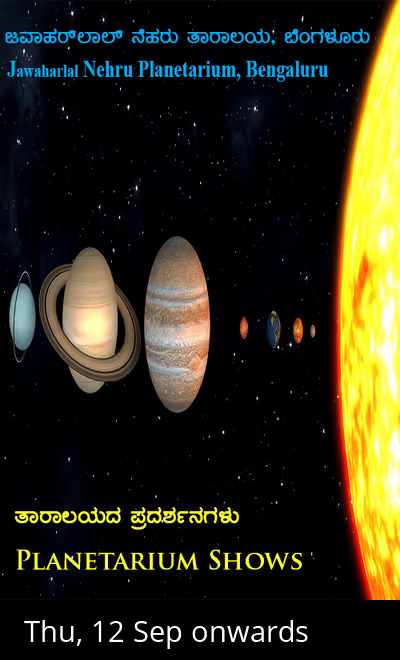 ಜವಾಹರ್‌ಲಾಲ್ ನೆಹರು ತಾರಾಲಯ, ಬೆಂಗಳೂರು
Jawaharlal Nehru Planetarium, Bengaluru
ತಾರಾಲಯದ ಪ್ರದರ್ಶನಗಳು
Planetarium Shows
Thu, 12 Sep onwards